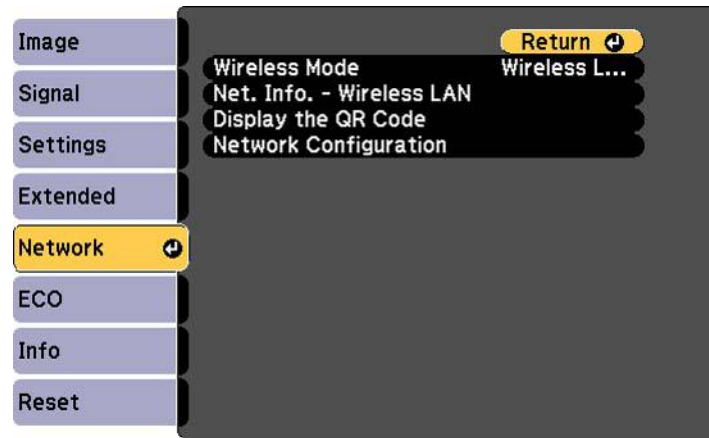 Image
Signal
Settings
Extended
Network
ECO
Info
Reset
Return
Wireless Mode Wireless L...
Net. Info. - Wireless LAN
Display the QR Code
Network Configuration